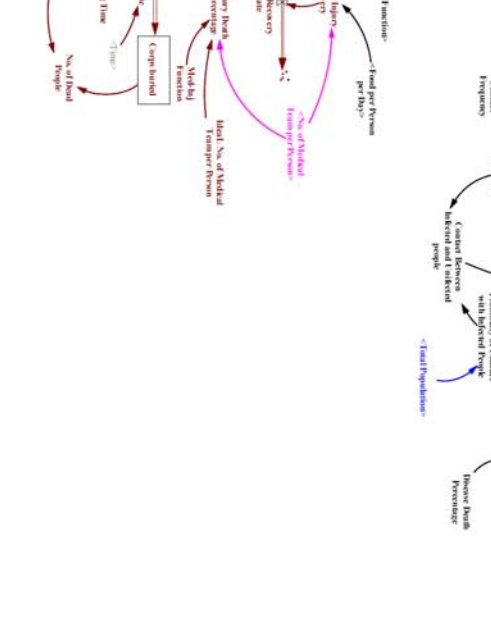 Function>
Injury
<Food per Person
per Day>
Recovery
<No. of Medical
Team per Person>
Death
Med-Inj
Function
Ideal. No. of Medical
Team per Person
Time
<Time>
Corps buried
No. of Dead
People
Frequency
Contact Between
Infected and Uninfected
people
with Infected People
<Total Population>
Disease Death
Percentage